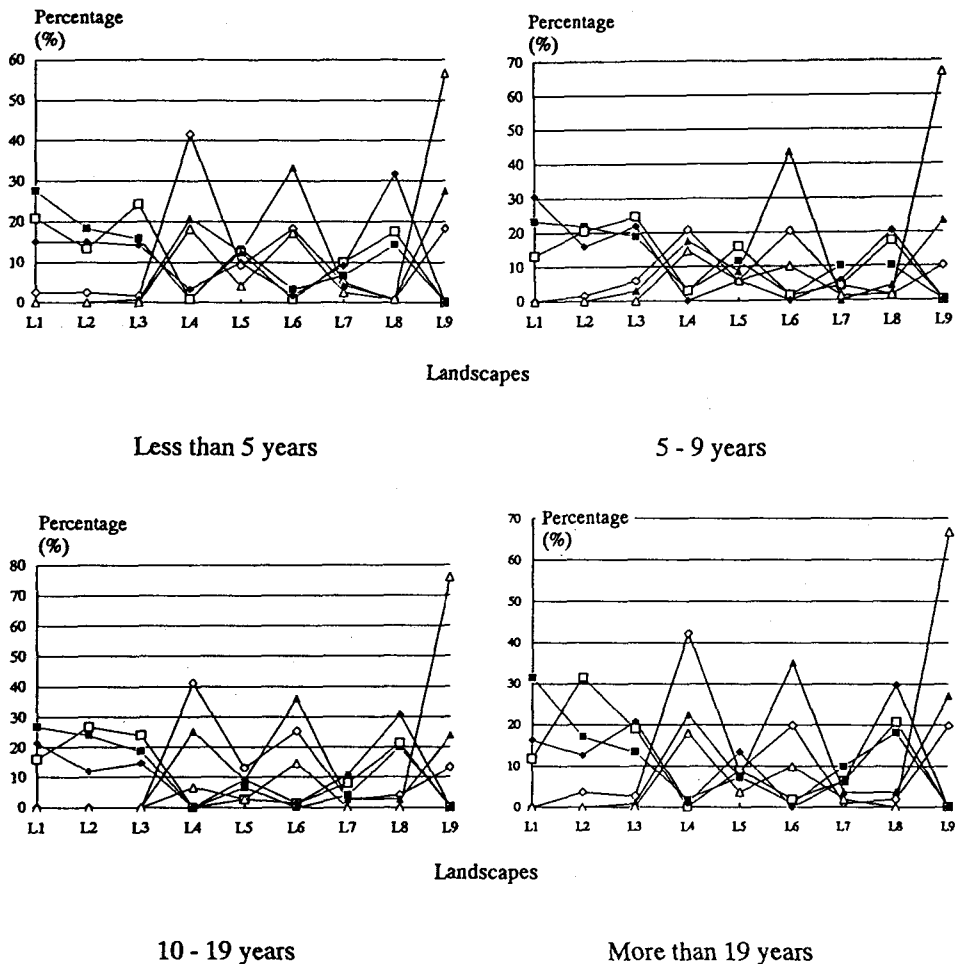 Percentage
(%)
60
50
40
30
20
10
0
L1 L2 L3 L4 L5 L6 L7 L8 L9
Percentage
(%)
70
60
50
40
30
20
10
0
L1 L2 L3 L4 L5 L6 L7 L8 L9
Landscapes
Less than 5 years
5 - 9 years
Percentage
(%)
80
70
60
50
40
30
20
10
0
L1 L2 L3 L4 L5 L6 L7 L8 L9
Percentage
(%)
70
60
50
40
30
20
10
0
L1 L2 L3 L4 L5 L6 L7 L8 L9
Landscapes
10 - 19 years
More than 19 years